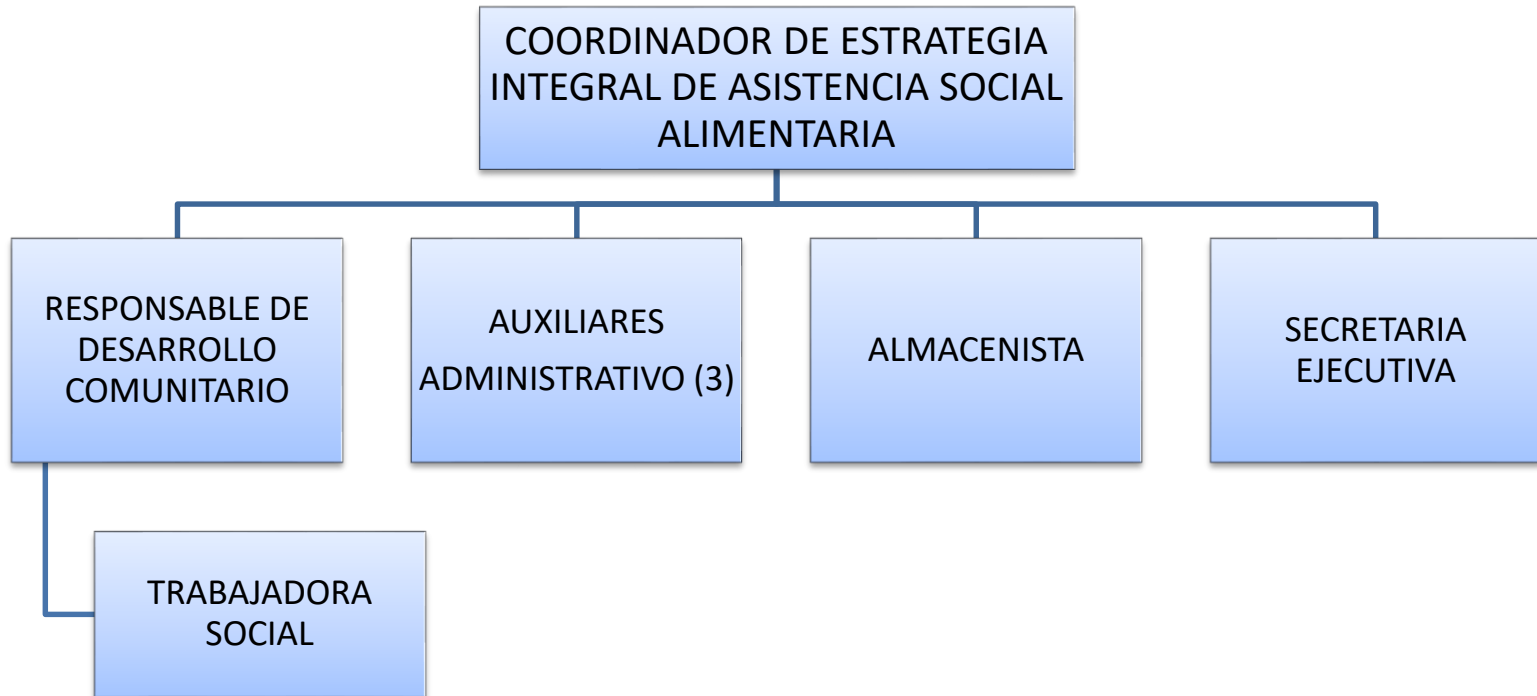 COORDINADOR DE ESTRATEGIA
INTEGRAL DE ASISTENCIA SOCIAL
ALIMENTARIA
RESPONSABLE DE
DESARROLLO
COMUNITARIO
AUXILIARES
ADMINISTRATIVO (3)
ALMACENISTA
SECRETARIA
EJECUTIVA
TRABAJADORA
SOCIAL